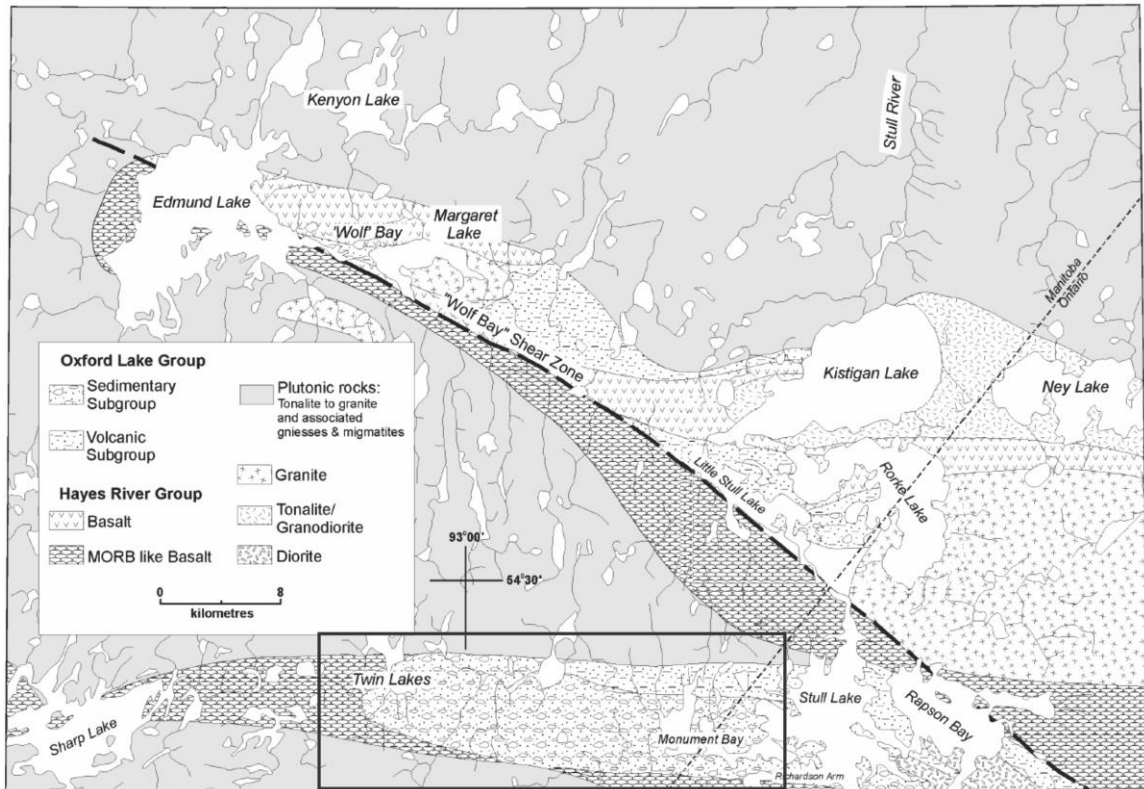 Kenyon Lake
Stull River
Edmund Lake
'Wolf' Bay
Margaret
Lake
Manitoba
Ontario
"Wolf Bay" Shear Zone
Kistigan Lake
Ney Lake
Oxford Lake Group
Sedimentary
Subgroup
Volcanic
Subgroup
Hayes River Group
Basalt
MORB like Basalt
Plutonic rocks:
Tonalite to granite
and associated
gniesses & migmatites
Granite
Tonalite/
Granodiorite
Diorite
0 8
kilometres
Little Stull Lake
Rorke Lake
93°00'
54°30'
Twin Lakes
Sharp Lake
Stull Lake
Rapson Bay
Monument Bay
Richardson Arm